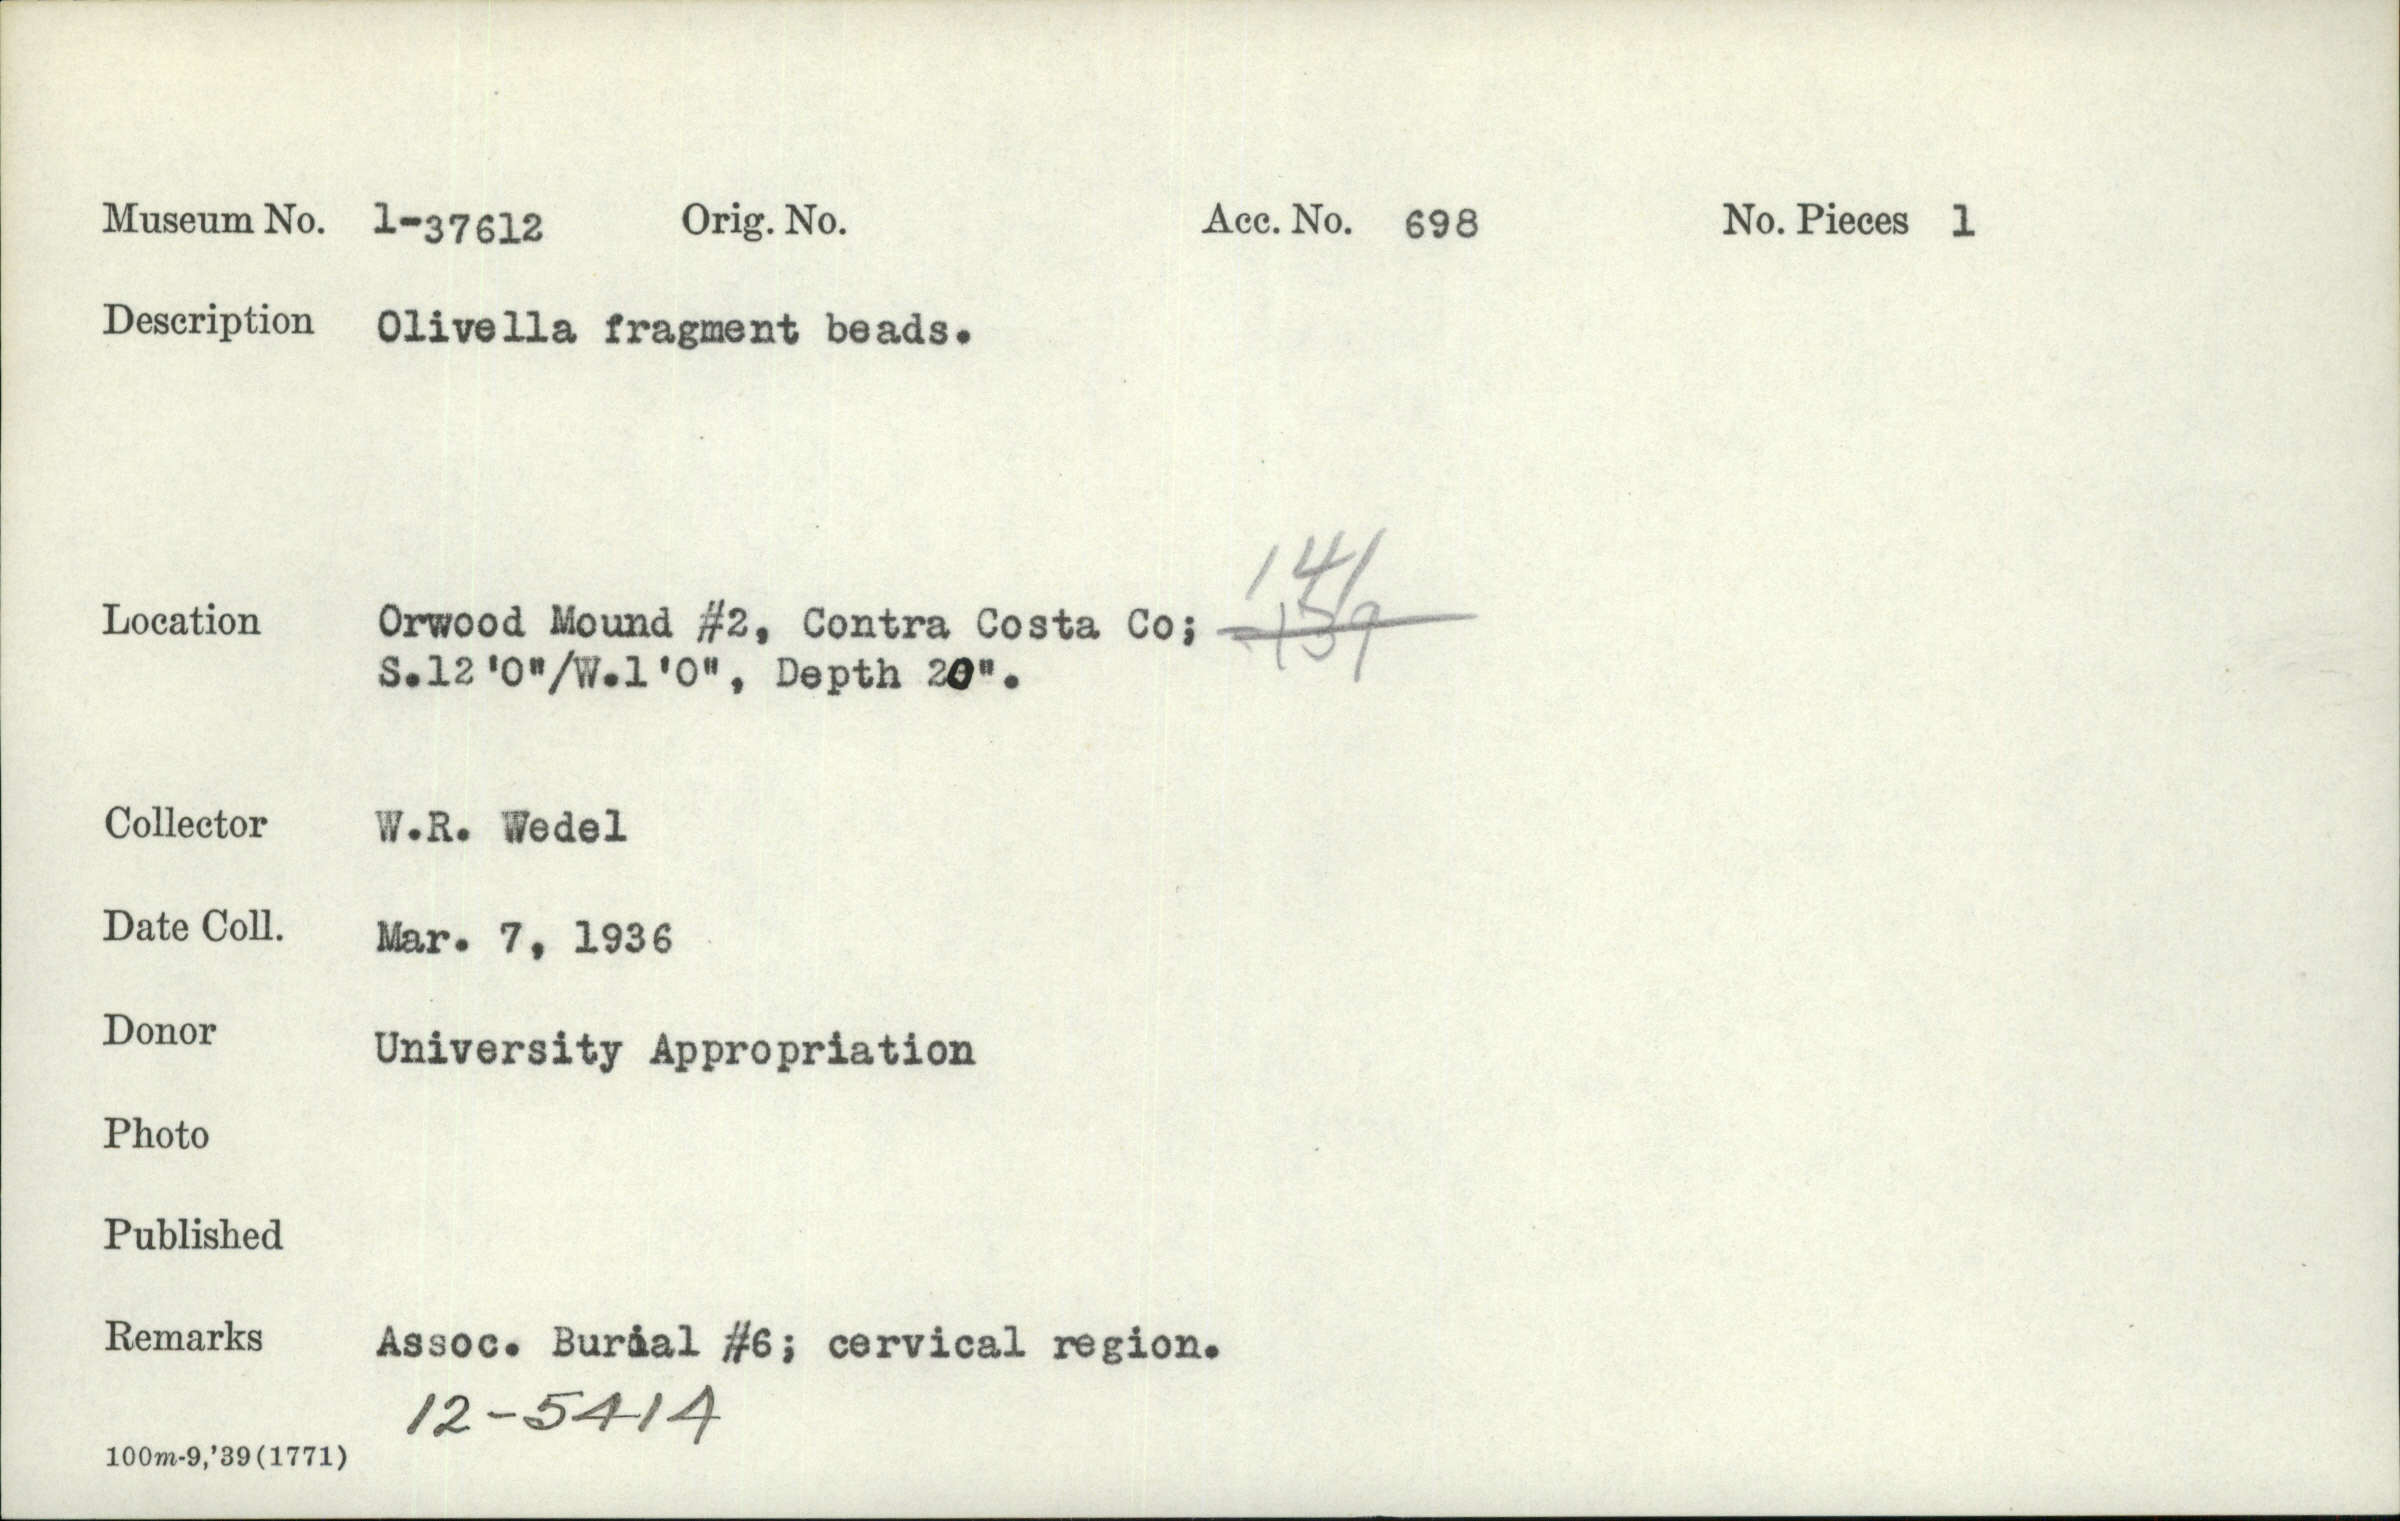 Museum No. 1-37612 Orig. No. Acc. No. 698 No. Pieces 1
Description Olivella fragment beads.
141
Location Orwood Mound #2, Contra Costa Co; 139
S.12'0"/W.1'0", Depth 20".
Collector W.R. Wedel
Date Coll. Mar. 7, 1936
Donor University Appropriation
Photo
Published
Remarks Assoc. Burial #6; cervical region.
12-5414
100m-9,'39(1771)